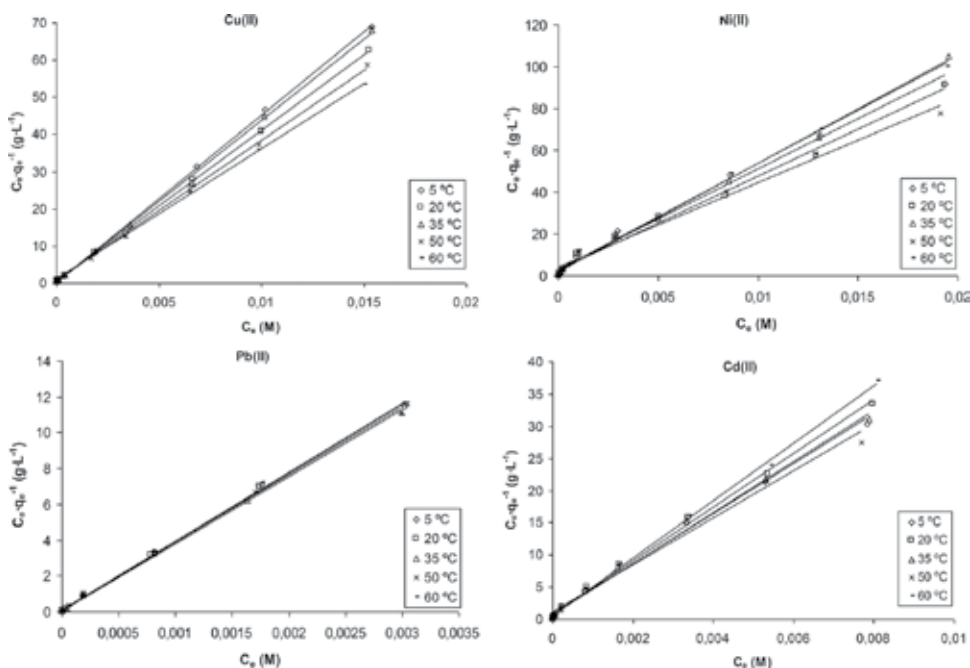 Cu(II)
Cₑ·qₑ⁻¹ (g·L⁻¹)
70
60
50
40
30
20
10
0
0
0,005
0,01
0,015
0,02
Cₑ (M)
5 ºC
20 ºC
35 ºC
50 ºC
60 ºC
Ni(II)
Cₑ·qₑ⁻¹ (g·L⁻¹)
120
100
80
60
40
20
0
0
0,005
0,01
0,015
0,02
Cₑ (M)
5 ºC
20 ºC
35 ºC
50 ºC
60 ºC
Pb(II)
Cₑ·qₑ⁻¹ (g·L⁻¹)
14
12
10
8
6
4
2
0
0
0,0005
0,001
0,0015
0,002
0,0025
0,003
0,0035
Cₑ (M)
5 ºC
20 ºC
35 ºC
50 ºC
60 ºC
Cd(II)
Cₑ·qₑ⁻¹ (g·L⁻¹)
40
35
30
25
20
15
10
5
0
0
0,002
0,004
0,006
0,008
0,01
Cₑ (M)
5 ºC
20 ºC
35 ºC
50 ºC
60 ºC